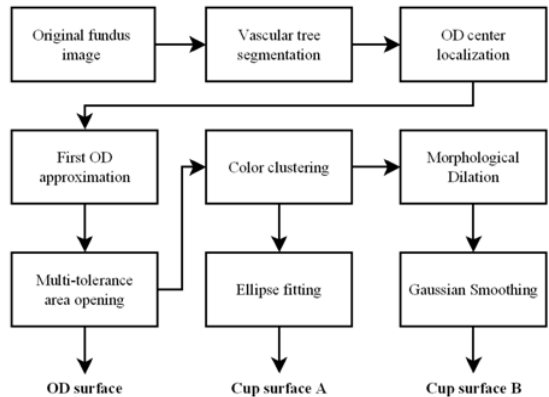 Original fundus
image
Vascular tree
segmentation
OD center
localization
First OD
approximation
Color clustering
Morphological
Dilation
Multi-tolerance
area opening
Ellipse fitting
Gaussian Smoothing
OD surface
Cup surface A
Cup surface B